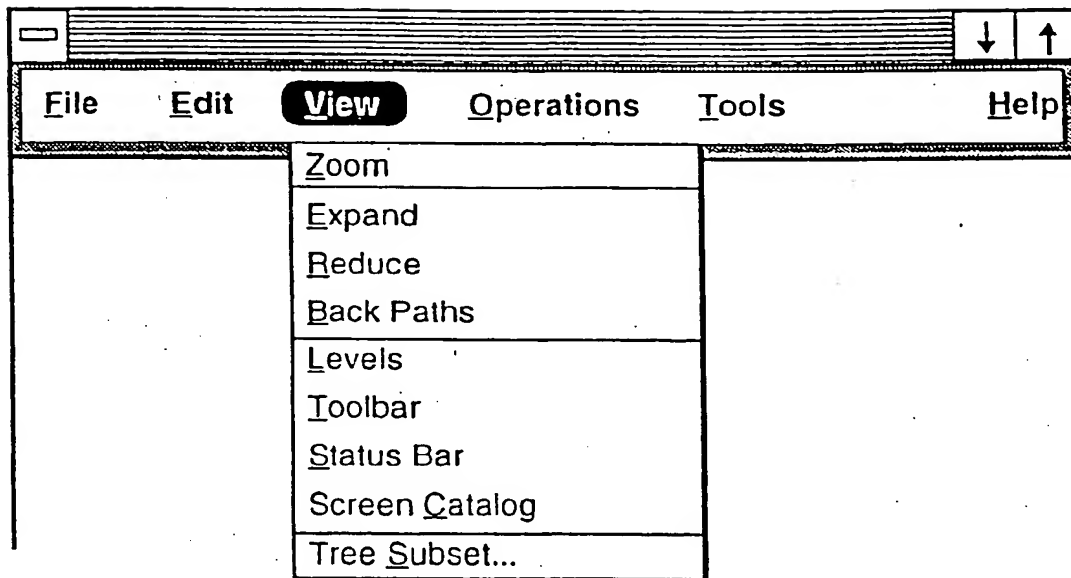 File Edit View Operations Tools Help
Zoom
Expand
Reduce
Back Paths
Levels
Toolbar
Status Bar
Screen Catalog
Tree Subset...